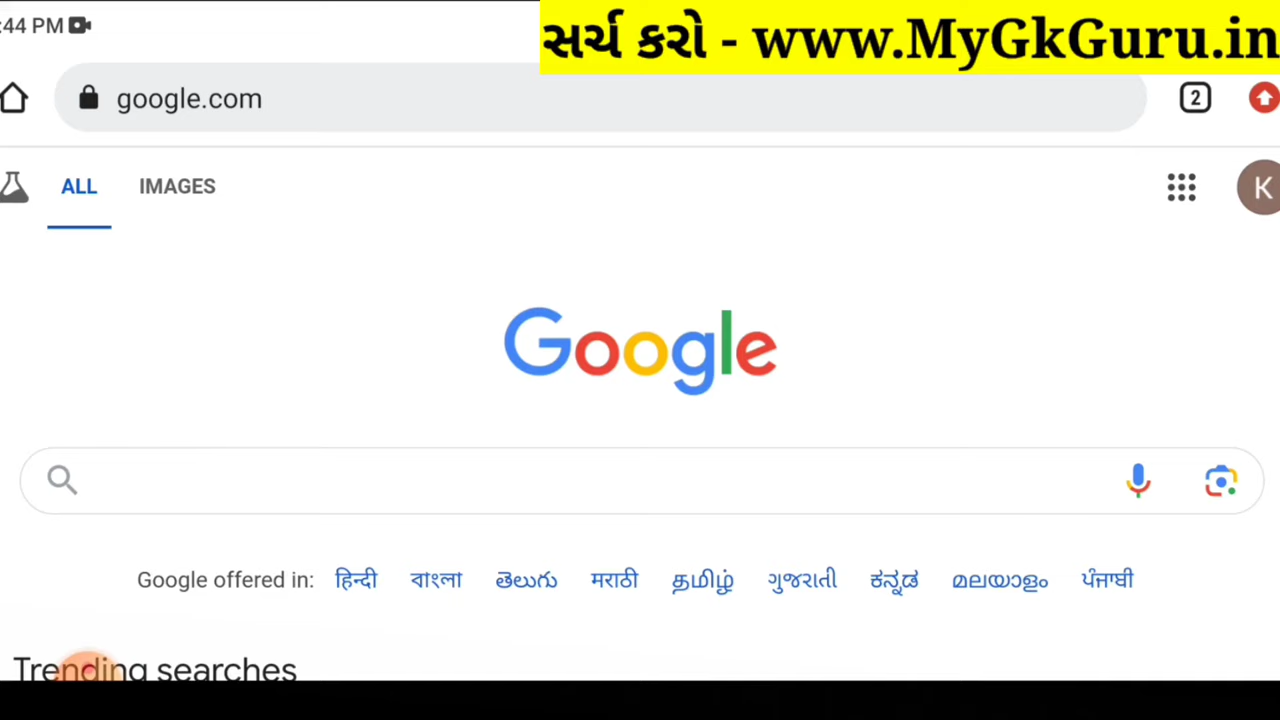 :44 PM
સર્ચ કરો - www.MyGkGuru.in
google.com
2
ALL IMAGES
K
Google
Google offered in: हिन्दी বাংলা తెలుగు मराठी தமிழ் ગુજરાતી ಕನ್ನಡ മലയാളം ਪੰਜਾਬੀ
Trending searches